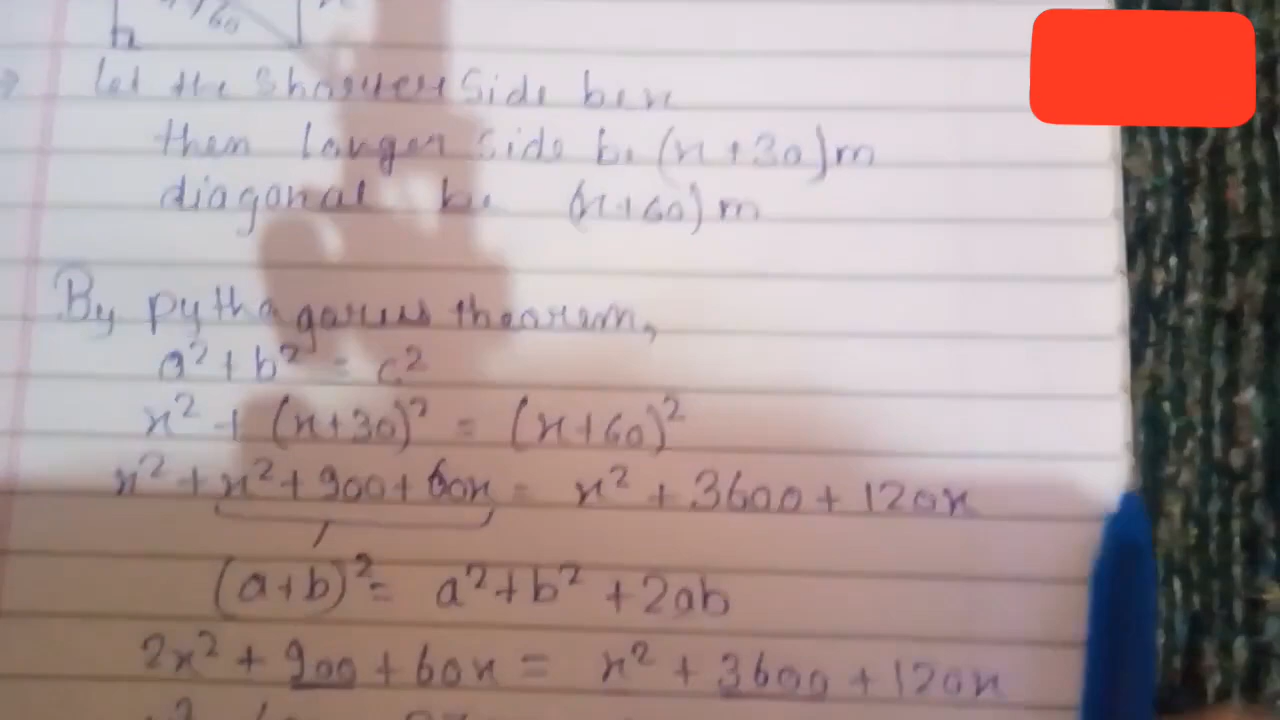 60
Let the Shorter Side be x
then longer side be (x+30)m
diagonal be (x+60)m
By pythagorus theorem,
a² + b² = c²
x² + (x+30)² = (x+60)²
x² + x² + 900 + 60x = x² + 3600 + 120x
(a+b)² = a² + b² + 2ab
2x² + 900 + 60x = x² + 3600 + 120x